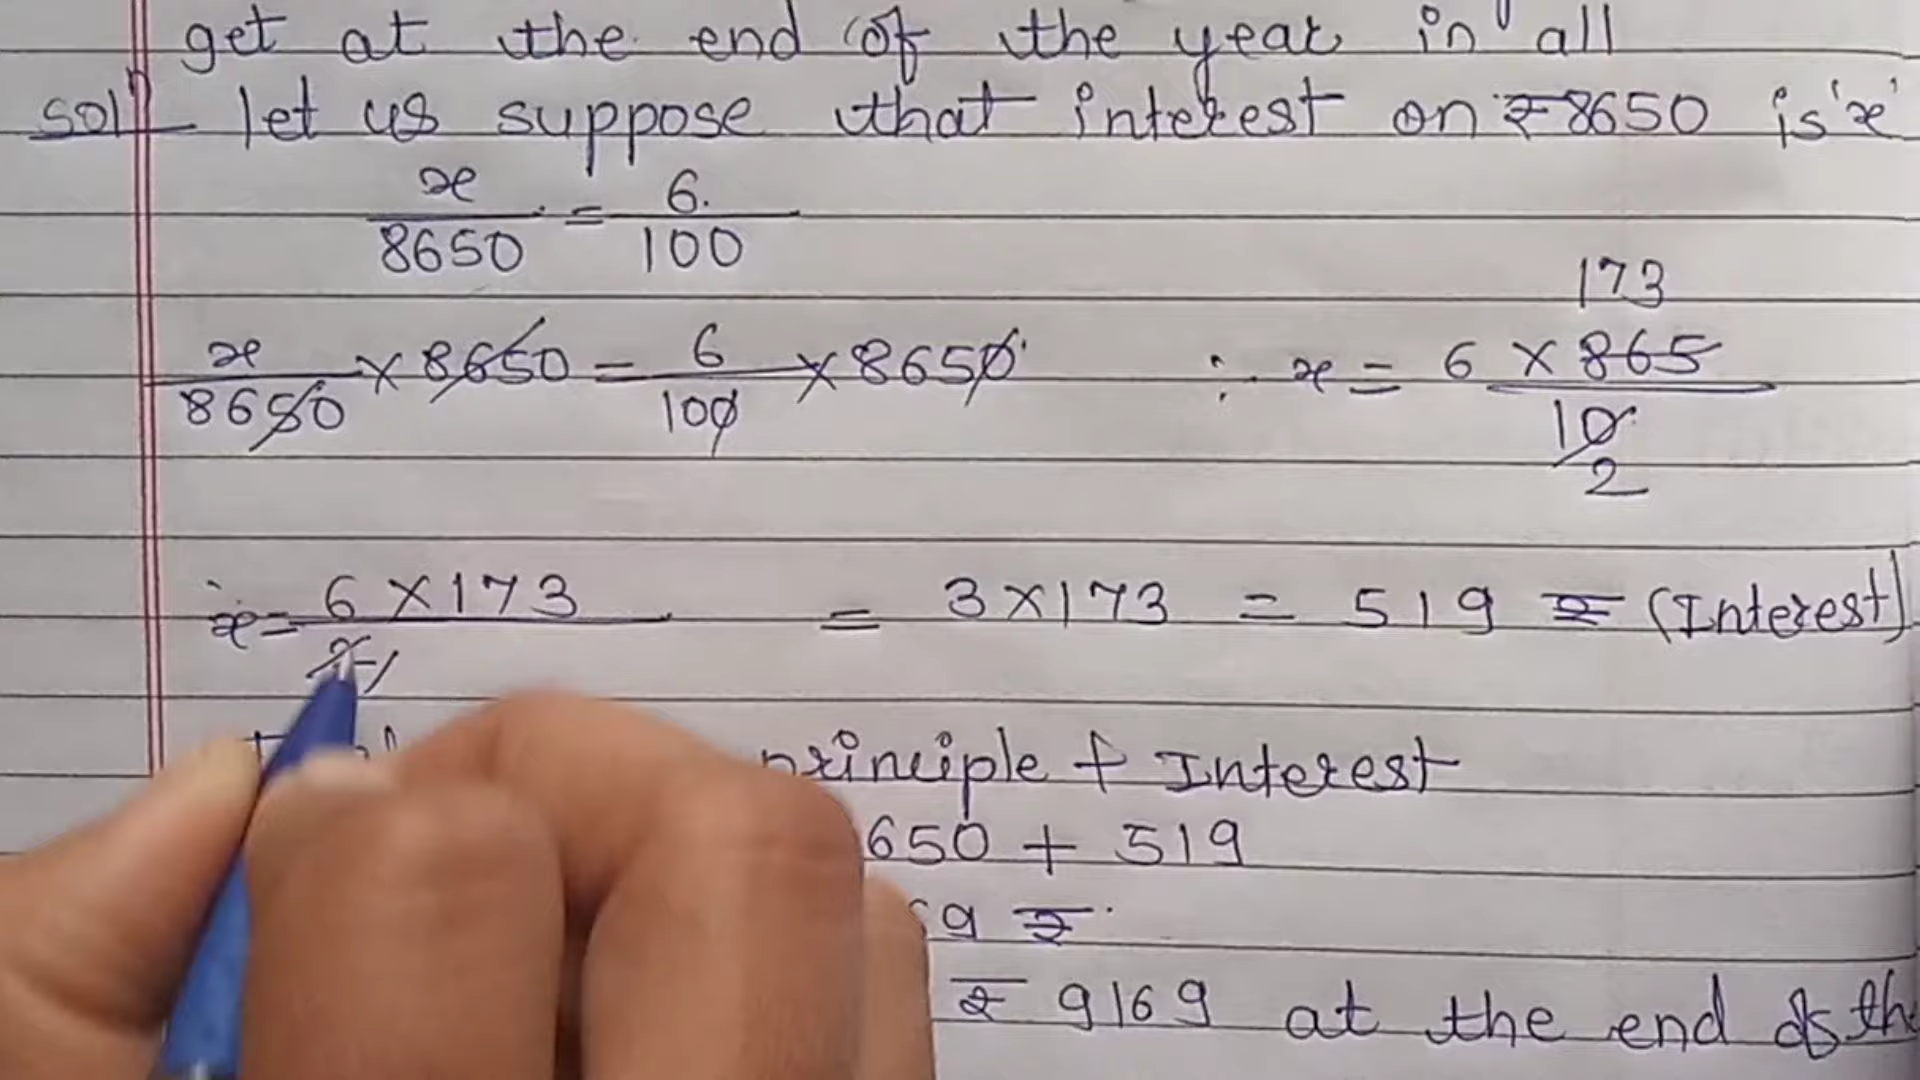 get at the end of the year in all
solⁿ let us suppose that interest on ₹8650 is 'x'
x/8650 = 6/100
173
x/8650 × 8650 = 6/100 × 8650 ∴ x = 6 × 865/10
2
x = 6 × 173/2 = 3 × 173 = 519 ₹ (Interest)
principle + Interest
650 + 519
69 ₹
₹ 9169 at the end of the